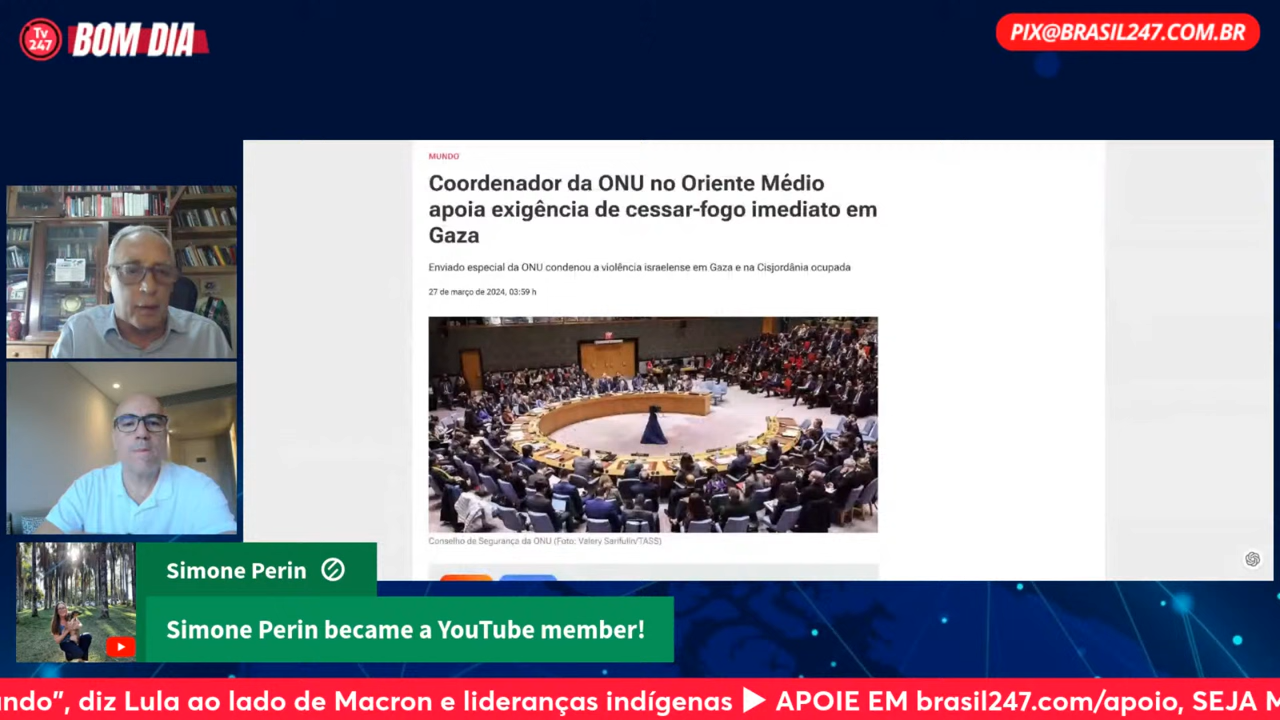 Tv 247
BOM DIA
PIX@BRASIL247.COM.BR
MUNDO
Coordenador da ONU no Oriente Médio
apoia exigência de cessar-fogo imediato em
Gaza
Enviado especial da ONU condenou a violência israelense em Gaza e na Cisjordânia ocupada
27 de março de 2024, 03:59 h
Conselho de Segurança da ONU (Foto: Valery Sarifulin/TASS)
Simone Perin
Simone Perin became a YouTube member!
ndo”, diz Lula ao lado de Macron e lideranças indígenas ▶ APOIE EM brasil247.com/apoio, SEJA M